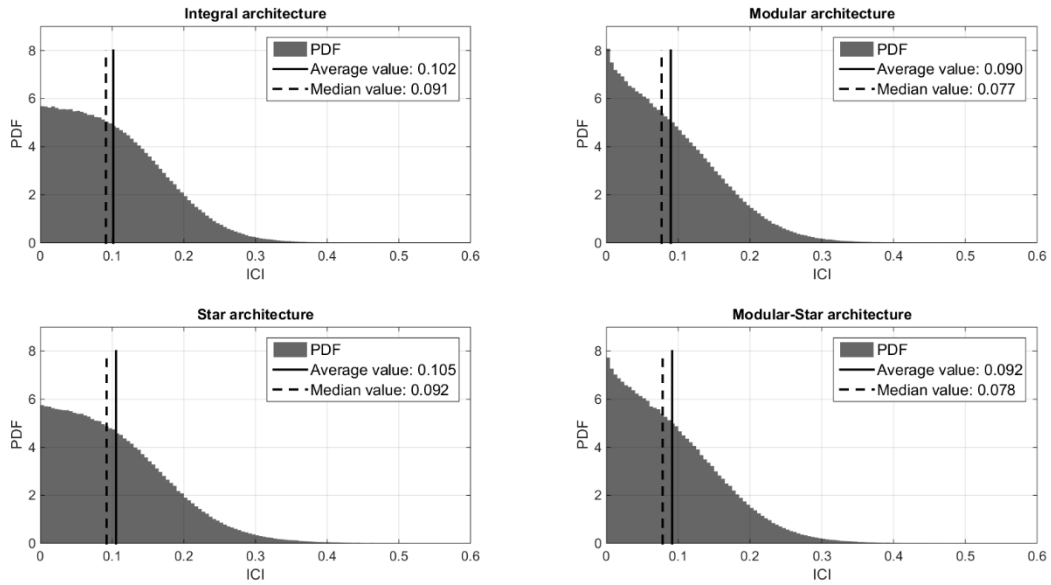 Integral architecture
PDF
Average value: 0.102
Median value: 0.091
8
6
4
2
0
PDF
0 0.1 0.2 0.3 0.4 0.5 0.6
ICI
Modular architecture
PDF
Average value: 0.090
Median value: 0.077
8
6
4
2
0
PDF
0 0.1 0.2 0.3 0.4 0.5 0.6
ICI
Star architecture
PDF
Average value: 0.105
Median value: 0.092
8
6
4
2
0
PDF
0 0.1 0.2 0.3 0.4 0.5 0.6
ICI
Modular-Star architecture
PDF
Average value: 0.092
Median value: 0.078
8
6
4
2
0
PDF
0 0.1 0.2 0.3 0.4 0.5 0.6
ICI